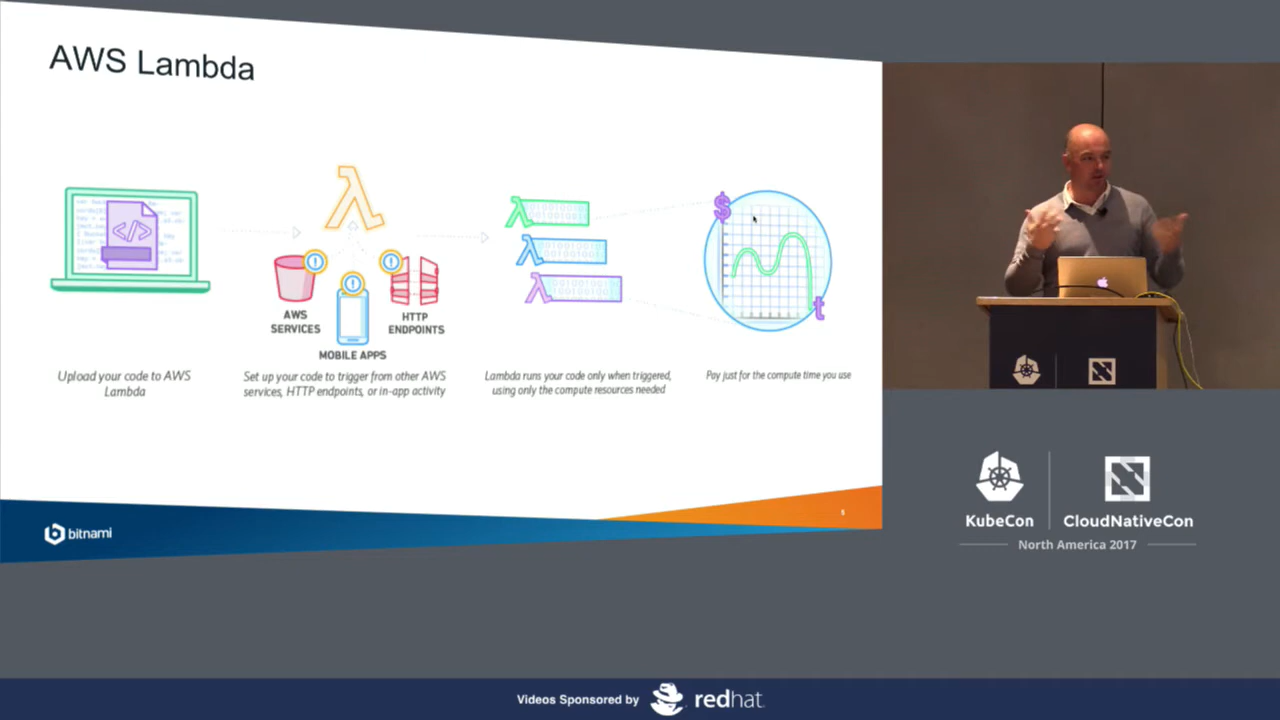 AWS Lambda
AWS
SERVICES
MOBILE APPS
HTTP
ENDPOINTS
Upload your code to AWS
Lambda
Set up your code to trigger from other AWS
services, HTTP endpoints, or in-app activity
Lambda runs your code only when triggered,
using only the compute resources needed
$
t
Pay just for the compute time you use
bitnami
5
KubeCon
CloudNativeCon
North America 2017
Videos Sponsored by
redhat